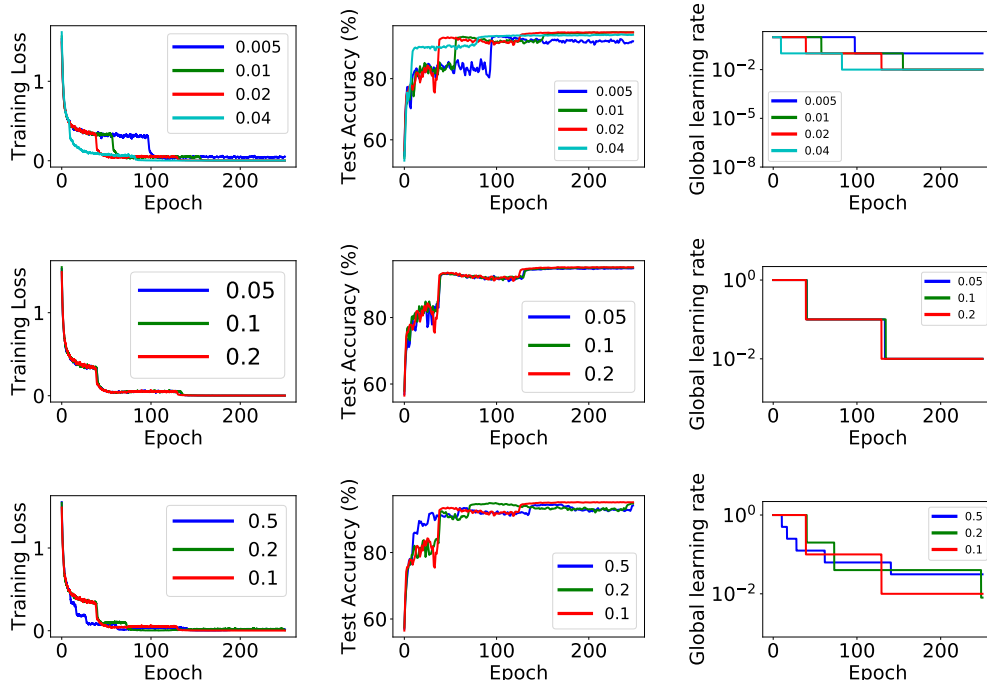 Training Loss
1
0
0.005
0.01
0.02
0.04
0 100 200
Epoch
Test Accuracy (%)
80
60
0.005
0.01
0.02
0.04
0 100 200
Epoch
Global learning rate
10⁻²
10⁻⁵
10⁻⁸
0.005
0.01
0.02
0.04
0 200
Epoch
Training Loss
1
0
0.05
0.1
0.2
0 100 200
Epoch
Test Accuracy (%)
80
60
0.05
0.1
0.2
0 100 200
Epoch
Global learning rate
10⁰
10⁻²
0.05
0.1
0.2
0 200
Epoch
Training Loss
1
0
0.5
0.2
0.1
0 100 200
Epoch
Test Accuracy (%)
80
60
0.5
0.2
0.1
0 100 200
Epoch
Global learning rate
10⁰
10⁻²
0.5
0.2
0.1
0 200
Epoch